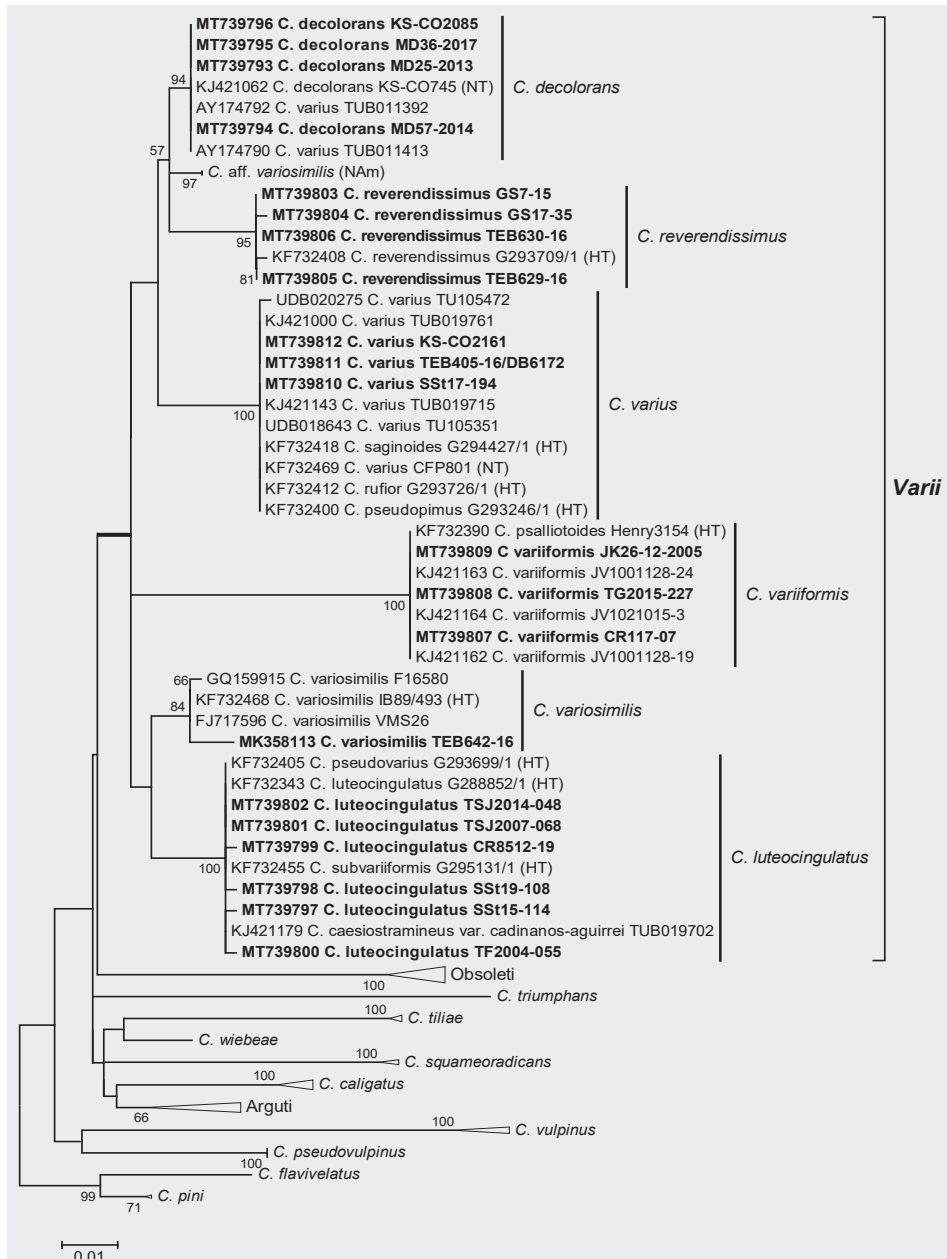 MT739796 C. decolorans KS-CO2085
MT739795 C. decolorans MD36-2017
MT739793 C. decolorans MD25-2013
94
KJ421062 C. decolorans KS-CO745 (NT)
C. decolorans
AY174792 C. varius TUB011392
MT739794 C. decolorans MD57-2014
57
AY174790 C. varius TUB011413
C. aff. variosimilis (NAm)
97
MT739803 C. reverendissimus GS7-15
MT739804 C. reverendissimus GS17-35
95
MT739806 C. reverendissimus TEB630-16
C. reverendissimus
KF732408 C. reverendissimus G293709/1 (HT)
81
MT739805 C. reverendissimus TEB629-16
UDB020275 C. varius TU105472
KJ421000 C. varius TUB019761
MT739812 C. varius KS-CO2161
MT739811 C. varius TEB405-16/DB6172
MT739810 C. varius SSt17-194
100
KJ421143 C. varius TUB019715
C. varius
UDB018643 C. varius TU105351
KF732418 C. saginoides G294427/1 (HT)
KF732469 C. varius CFP801 (NT)
KF732412 C. rufior G293726/1 (HT)
Varii
KF732400 C. pseudopimus G293246/1 (HT)
KF732390 C. psalliotoides Henry3154 (HT)
MT739809 C variiformis JK26-12-2005
KJ421163 C. variiformis JV1001128-24
100
MT739808 C. variiformis TG2015-227
C. variiformis
KJ421164 C. variiformis JV1021015-3
MT739807 C. variiformis CR117-07
KJ421162 C. variiformis JV1001128-19
66
GQ159915 C. variosimilis F16580
84
KF732468 C. variosimilis IB89/493 (HT)
C. variosimilis
FJ717596 C. variosimilis VMS26
MK358113 C. variosimilis TEB642-16
KF732405 C. pseudovarius G293699/1 (HT)
KF732343 C. luteocingulatus G288852/1 (HT)
MT739802 C. luteocingulatus TSJ2014-048
MT739801 C. luteocingulatus TSJ2007-068
MT739799 C. luteocingulatus CR8512-19
C. luteocingulatus
100
KF732455 C. subvariiformis G295131/1 (HT)
MT739798 C. luteocingulatus SSt19-108
MT739797 C. luteocingulatus SSt15-114
KJ421179 C. caesiostramineus var. cadinanos-aguirrei TUB019702
MT739800 C. luteocingulatus TF2004-055
Obsoleti
100
C. triumphans
100
C. tiliae
C. wiebeae
100
C. squameoradicans
100
C. caligatus
Arguti
66
100
C. vulpinus
C. pseudovulpinus
100
C. flavivelatus
99
C. pini
71
0.01